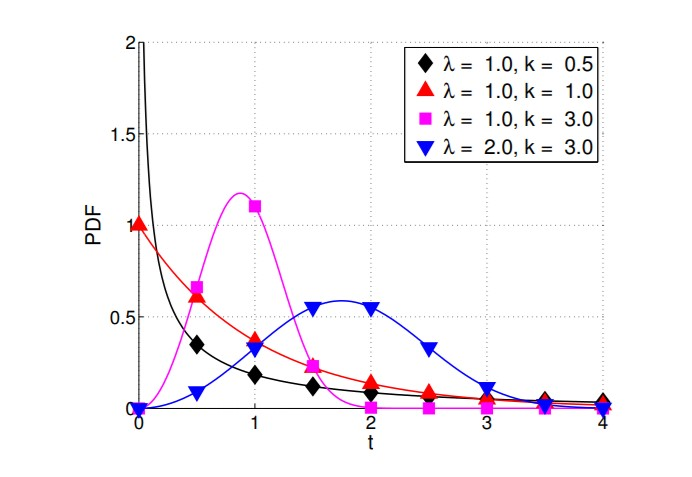 2
1.5
1
0.5
0
PDF
0
1
2
3
4
t
λ = 1.0, k = 0.5
λ = 1.0, k = 1.0
λ = 1.0, k = 3.0
λ = 2.0, k = 3.0